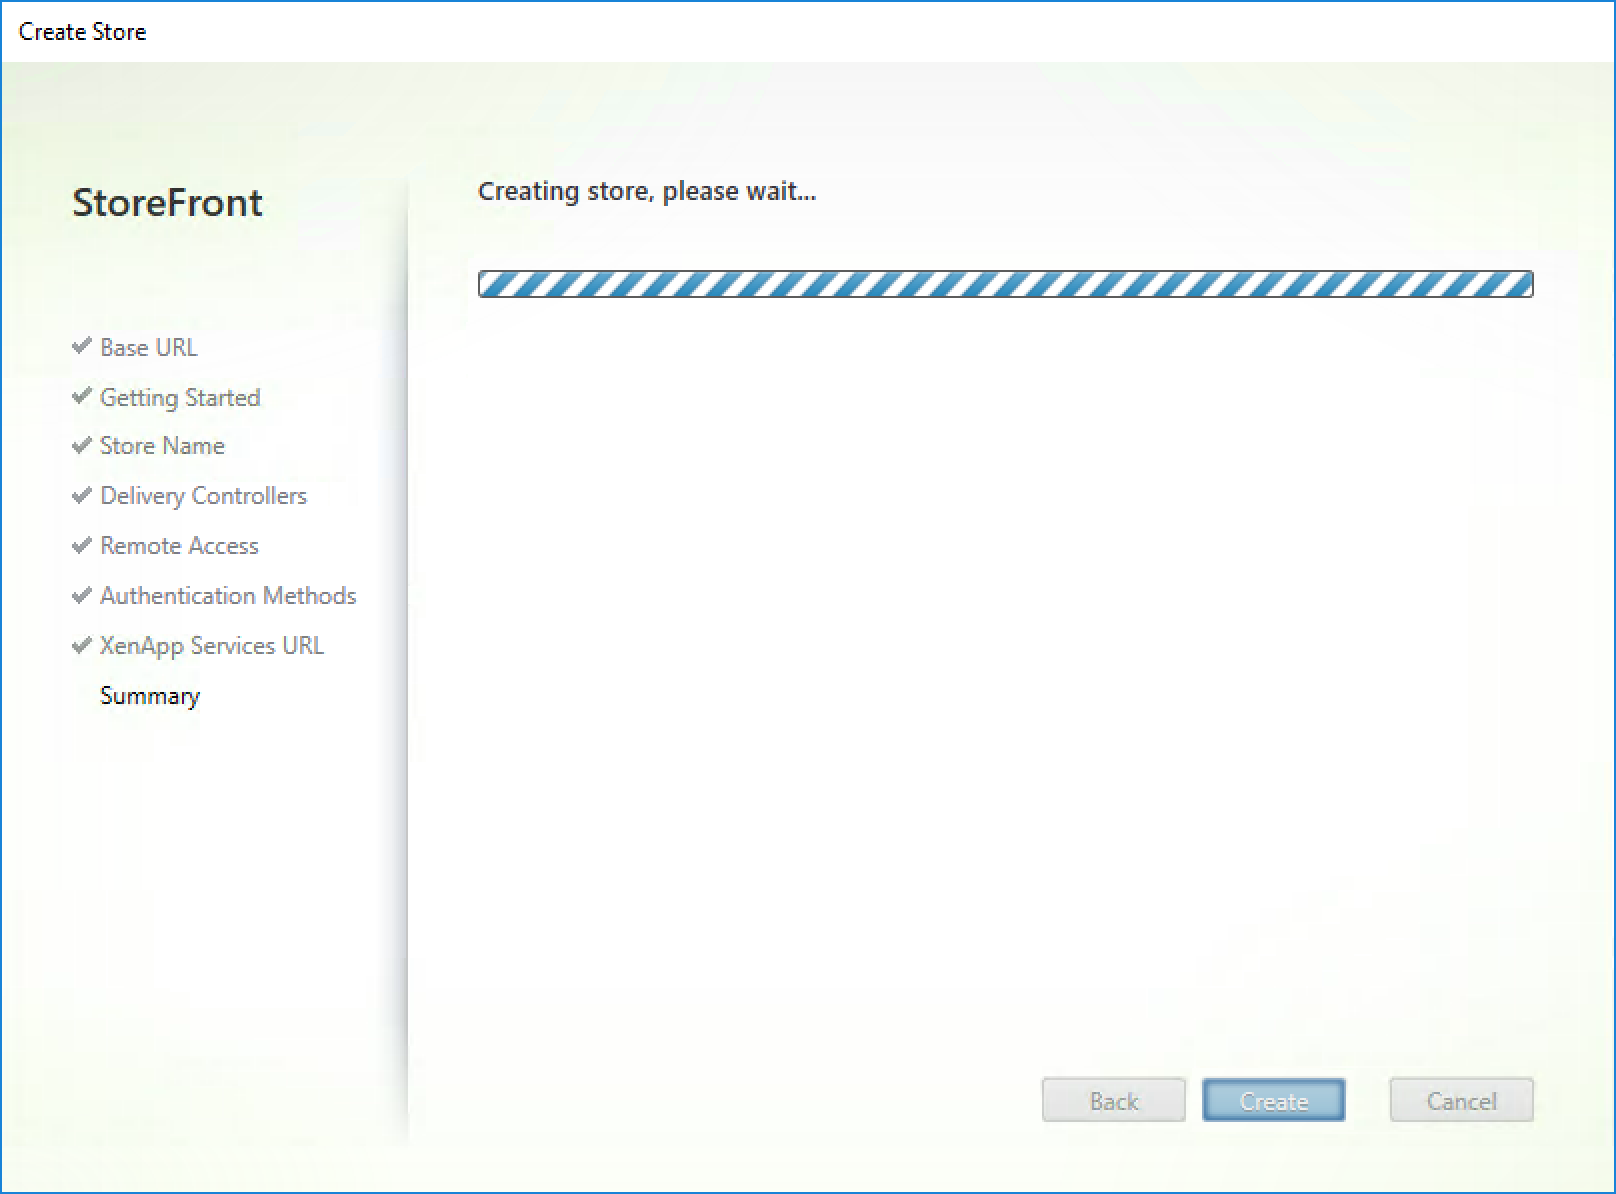 Create Store
StoreFront
Base URL
Getting Started
Store Name
Delivery Controllers
Remote Access
Authentication Methods
XenApp Services URL
Summary
Creating store, please wait...
Back
Create
Cancel